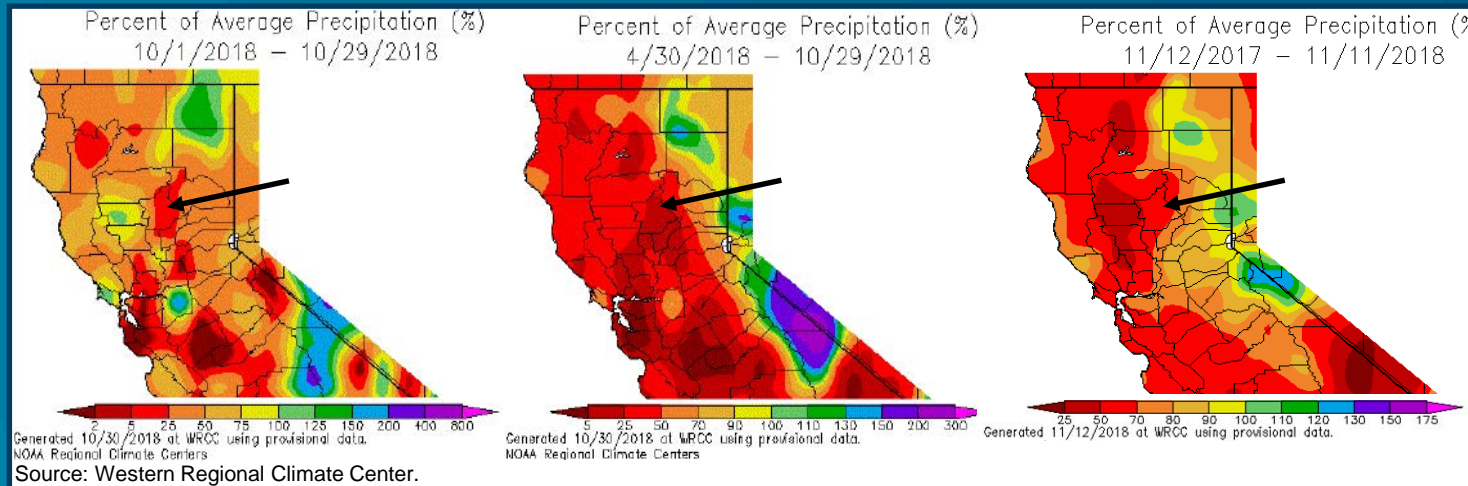 Percent of Average Precipitation (%)
10/1/2018 – 10/29/2018
2 5 25 50 75 100 125 150 200 400 800
Generated 10/30/2018 at WRCC using provisional data.
NOAA Regional Climate Centers
Percent of Average Precipitation (%)
4/30/2018 – 10/29/2018
5 25 50 70 90 100 110 130 150 200 300
Generated 10/30/2018 at WRCC using provisional data.
NOAA Regional Climate Centers
Percent of Average Precipitation (%
11/12/2017 – 11/11/2018
25 50 70 80 90 100 110 120 130 150 175
Generated 11/12/2018 at WRCC using provisional data.
Source: Western Regional Climate Center.